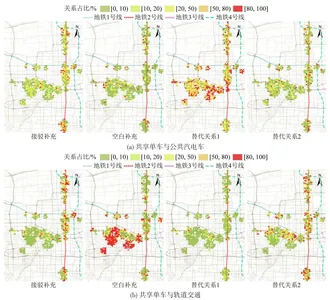 关系占比/% [0, 10) [10, 20) [20, 50) [50, 80) [80, 100]
地铁1号线 地铁2号线 地铁3号线 地铁4号线
N N N N
接驳补充 空白补充 替代关系1 替代关系2
(a) 共享单车与公共汽电车
关系占比/% [0, 10) [10, 20) [20, 50) [50, 80) [80, 100]
地铁1号线 地铁2号线 地铁3号线 地铁4号线
N N N N
接驳补充 空白补充 替代关系1 替代关系2
(b) 共享单车与轨道交通